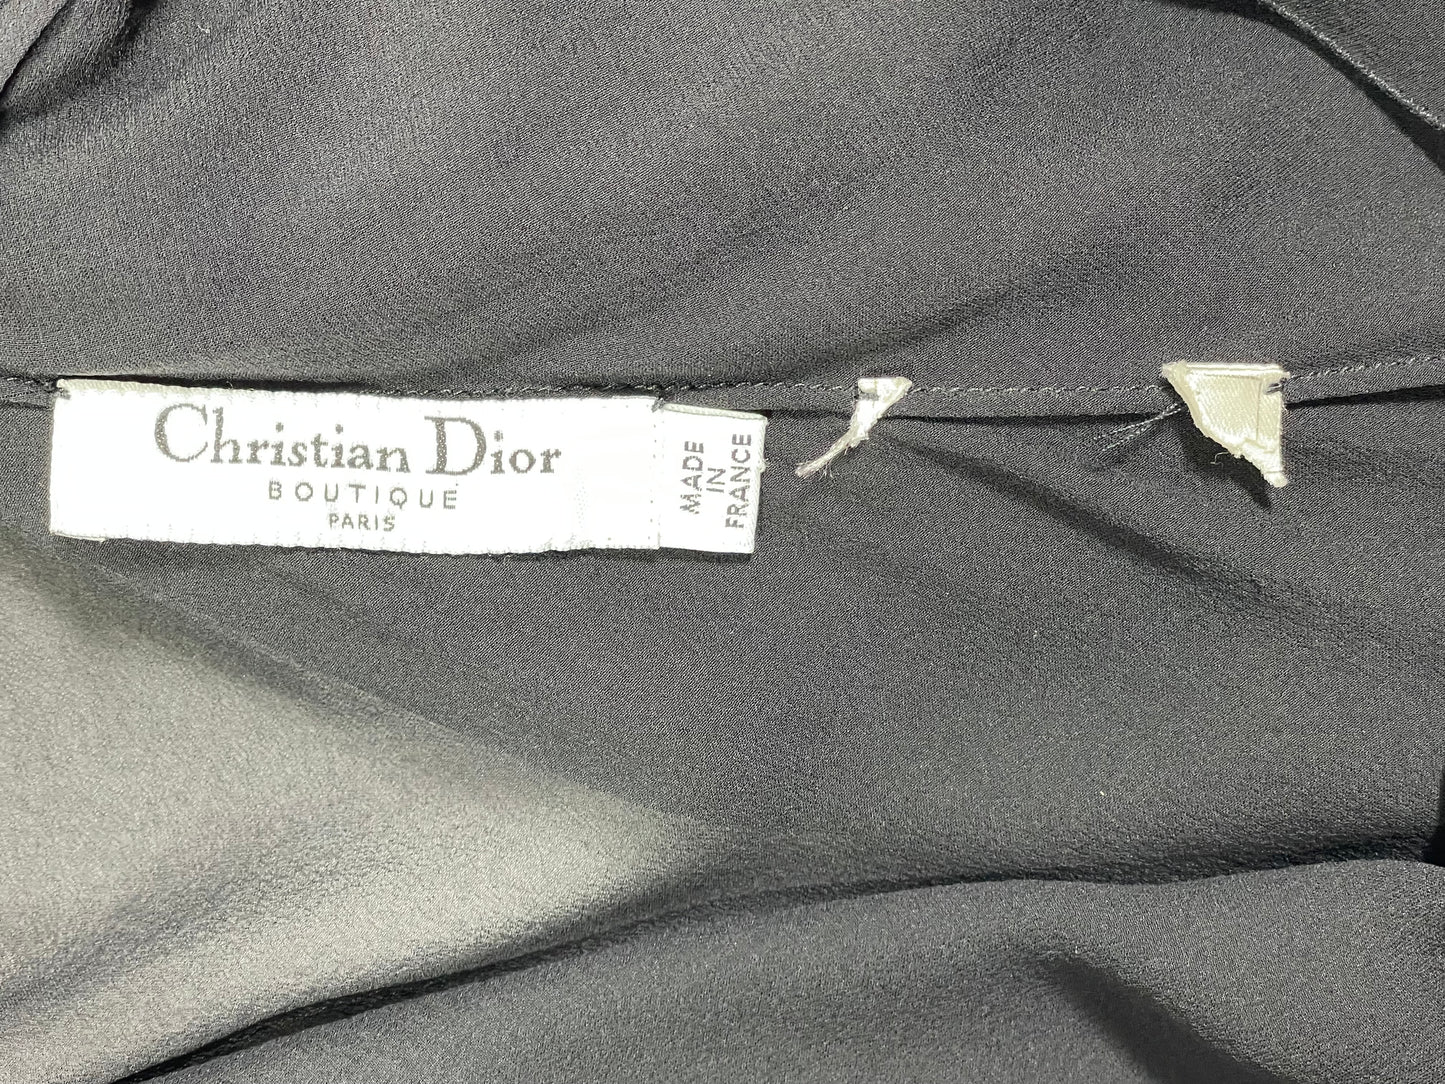 Christian Dior
BOUTIQUE
PARIS
MADE
IN
FRANCE